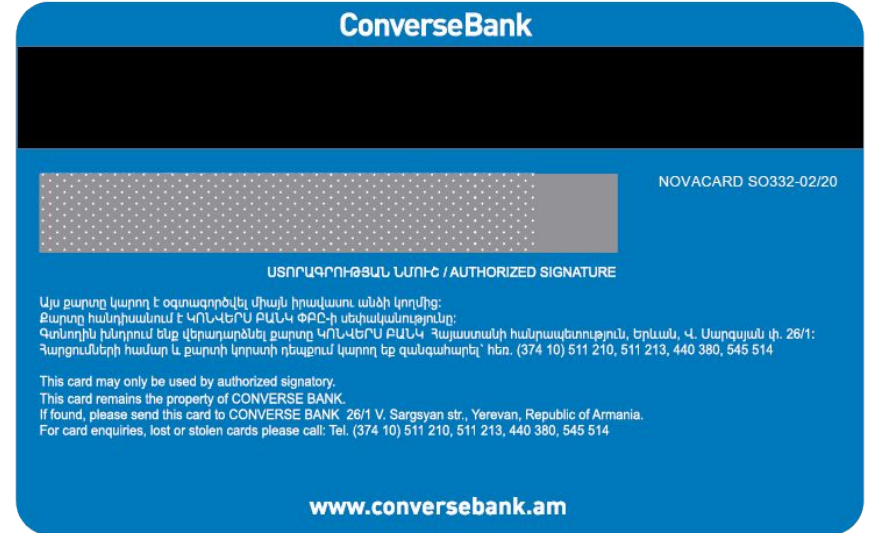 ConverseBank
NOVACARD SO332-02/20
ՍՏՈՐԱԳՐՈՒԹՅԱՆ ՆՄՈՒՇ / AUTHORIZED SIGNATURE
Այս քարտը կարող է օգտագործվել միայն իրավասու անձի կողմից:
Քարտը հանդիսանում է ԿՈՆՎԵՐՍ ԲԱՆԿ ՓԲԸ-ի սեփականությունը:
Գտնողին խնդրում ենք վերադարձնել քարտը ԿՈՆՎԵՐՍ ԲԱՆԿ Հայաստանի հանրապետություն, Երևան, Վ. Սարգսյան փ. 26/1:
Հարցումների համար և քարտի կորստի դեպքում կարող եք զանգահարել՝ հեռ. (374 10) 511 210, 511 213, 440 380, 545 514
This card may only be used by authorized signatory.
This card remains the property of CONVERSE BANK.
If found, please send this card to CONVERSE BANK 26/1 V. Sargsyan str., Yerevan, Republic of Armania.
For card enquiries, lost or stolen cards please call: Tel. (374 10) 511 210, 511 213, 440 380, 545 514
www.conversebank.am